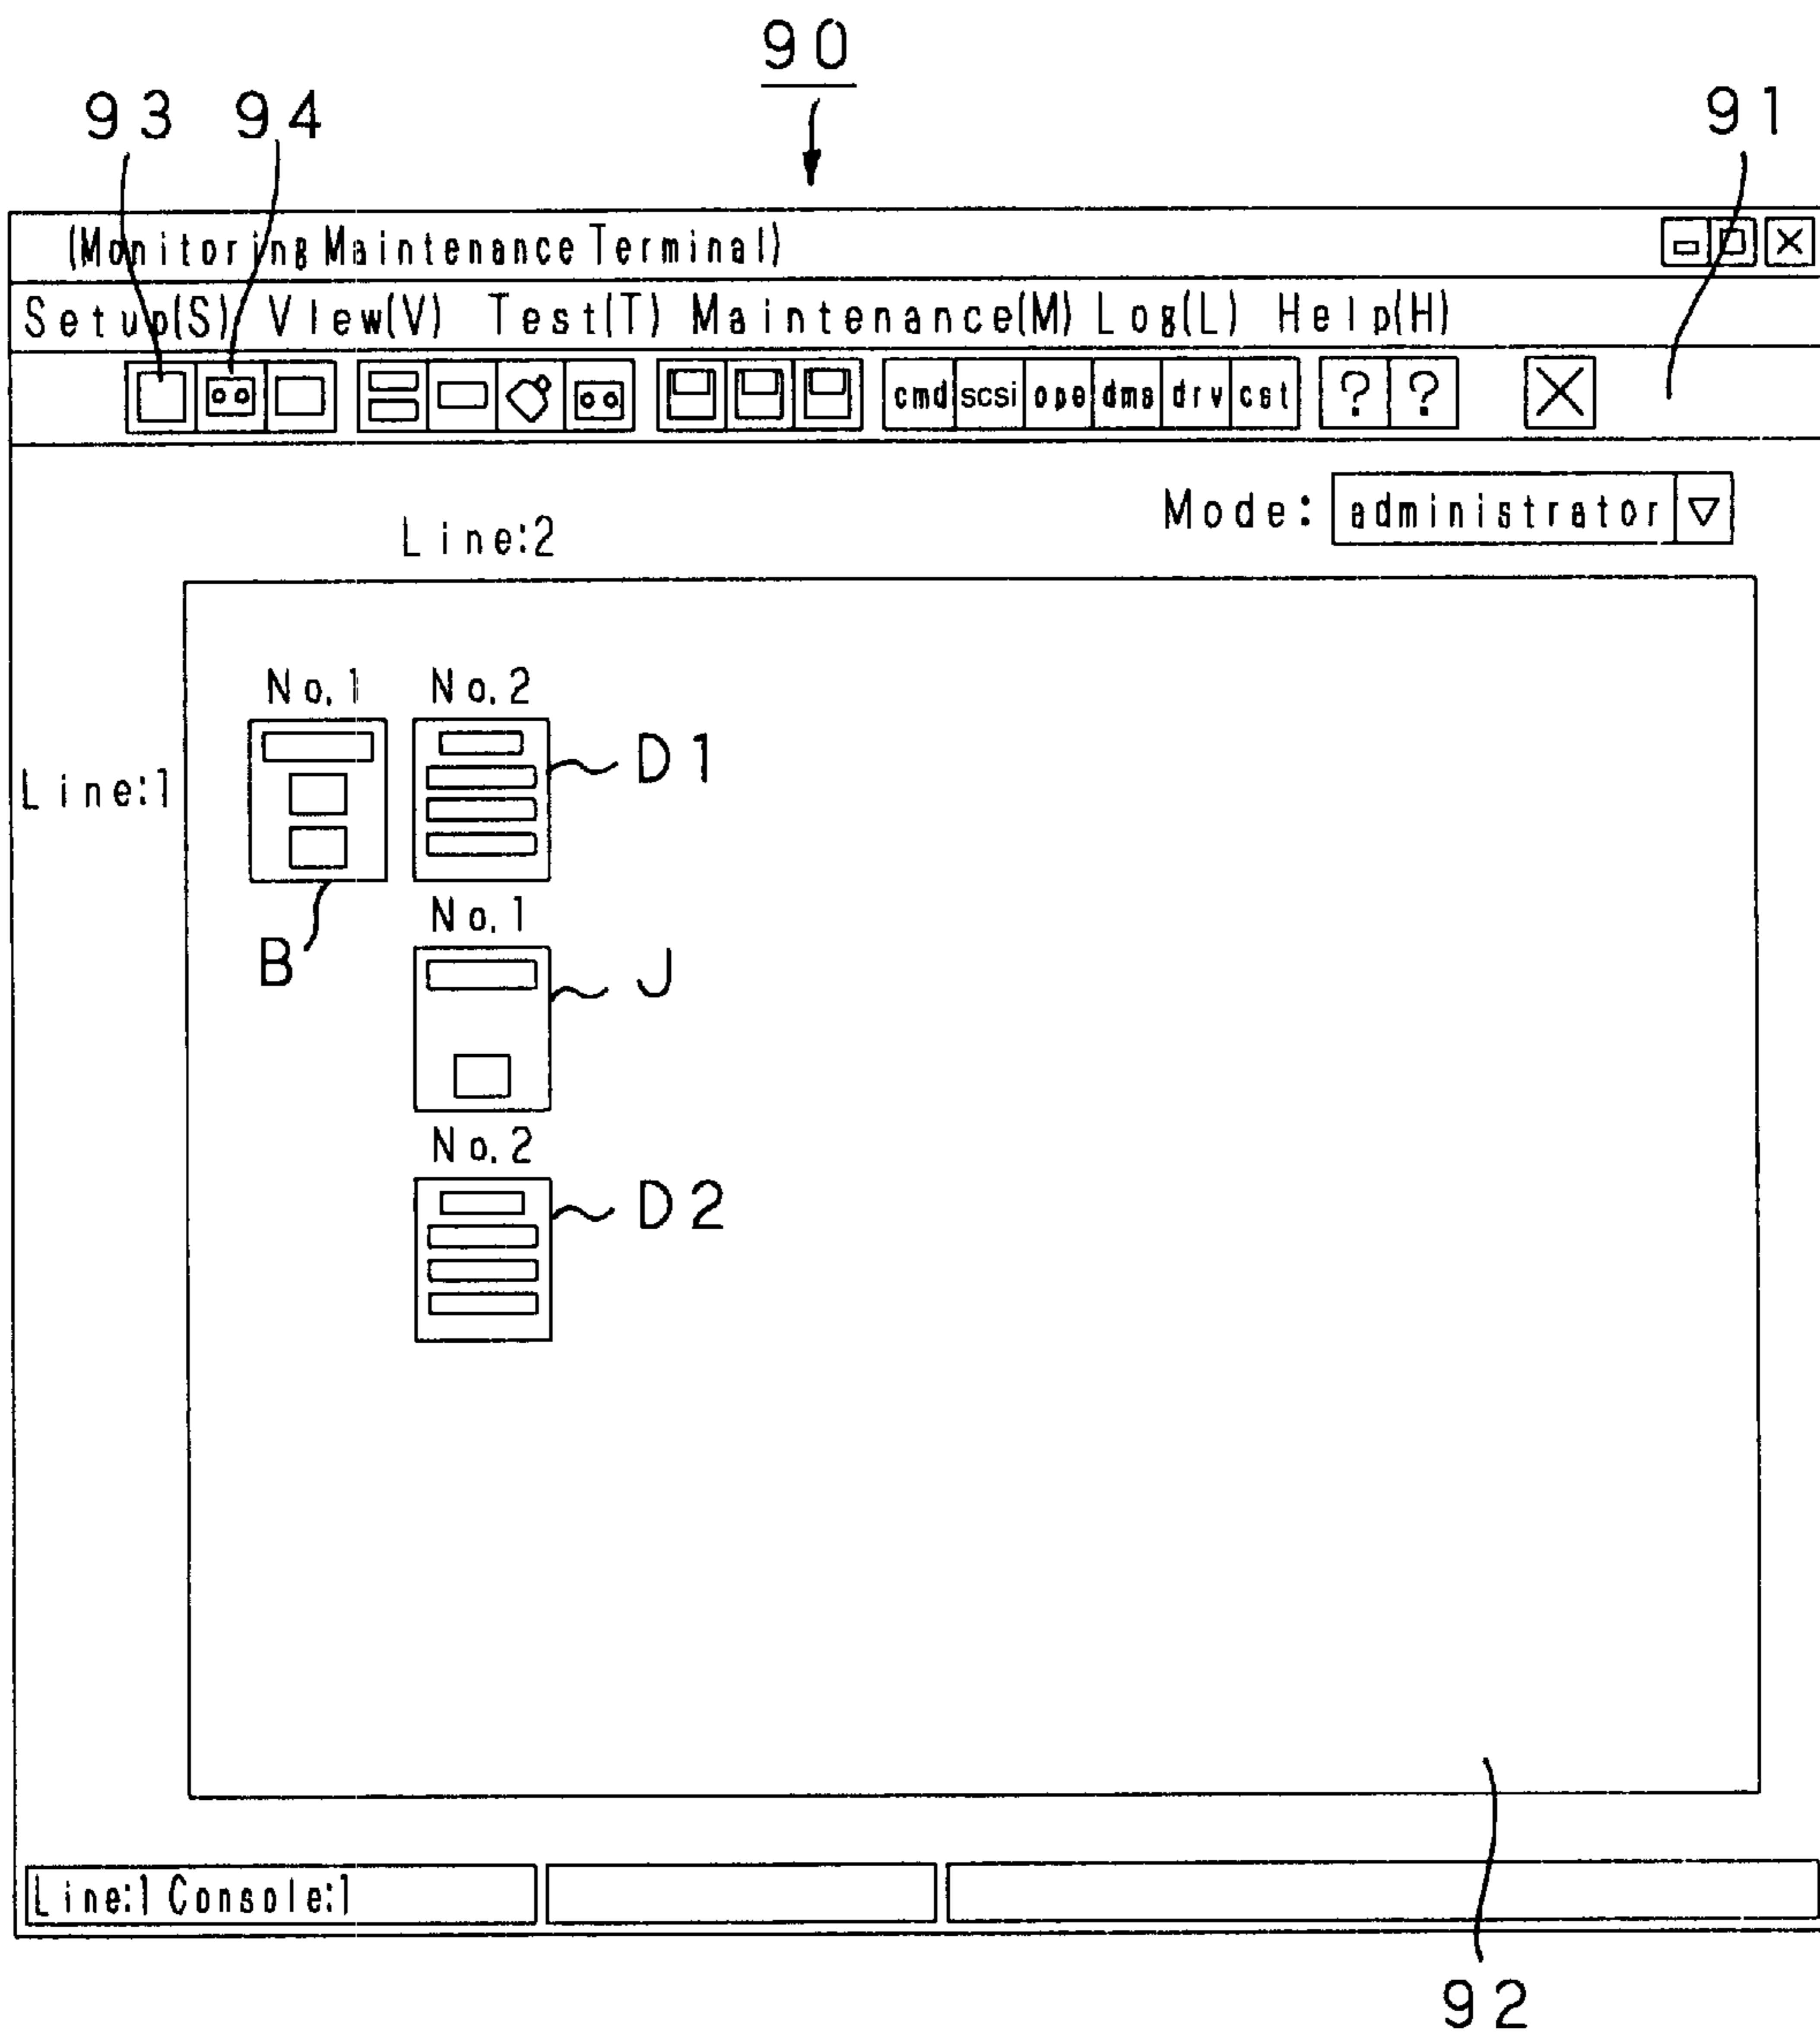 90
93 94 91
(Monitoring Maintenance Terminal)
Setup(S) VIew(V) Test(T) Maintenance(M) Log(L) Help(H)
cmd scsi ope dms drv cst ? ?
Mode: administrator
Line:2
No.1 No.2
D1
Line:1
No.1
B
J
No.2
D2
Line:1 Console:1
92